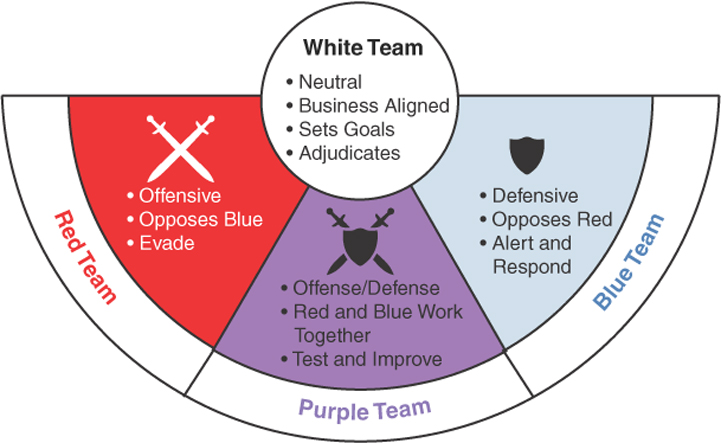 White Team
• Neutral
• Business Aligned
• Sets Goals
• Adjudicates
• Offensive
• Opposes Blue
• Evade
Red Team
• Offense/Defense
• Red and Blue Work
Together
• Test and Improve
Purple Team
• Defensive
• Opposes Red
• Alert and
Respond
Blue Team